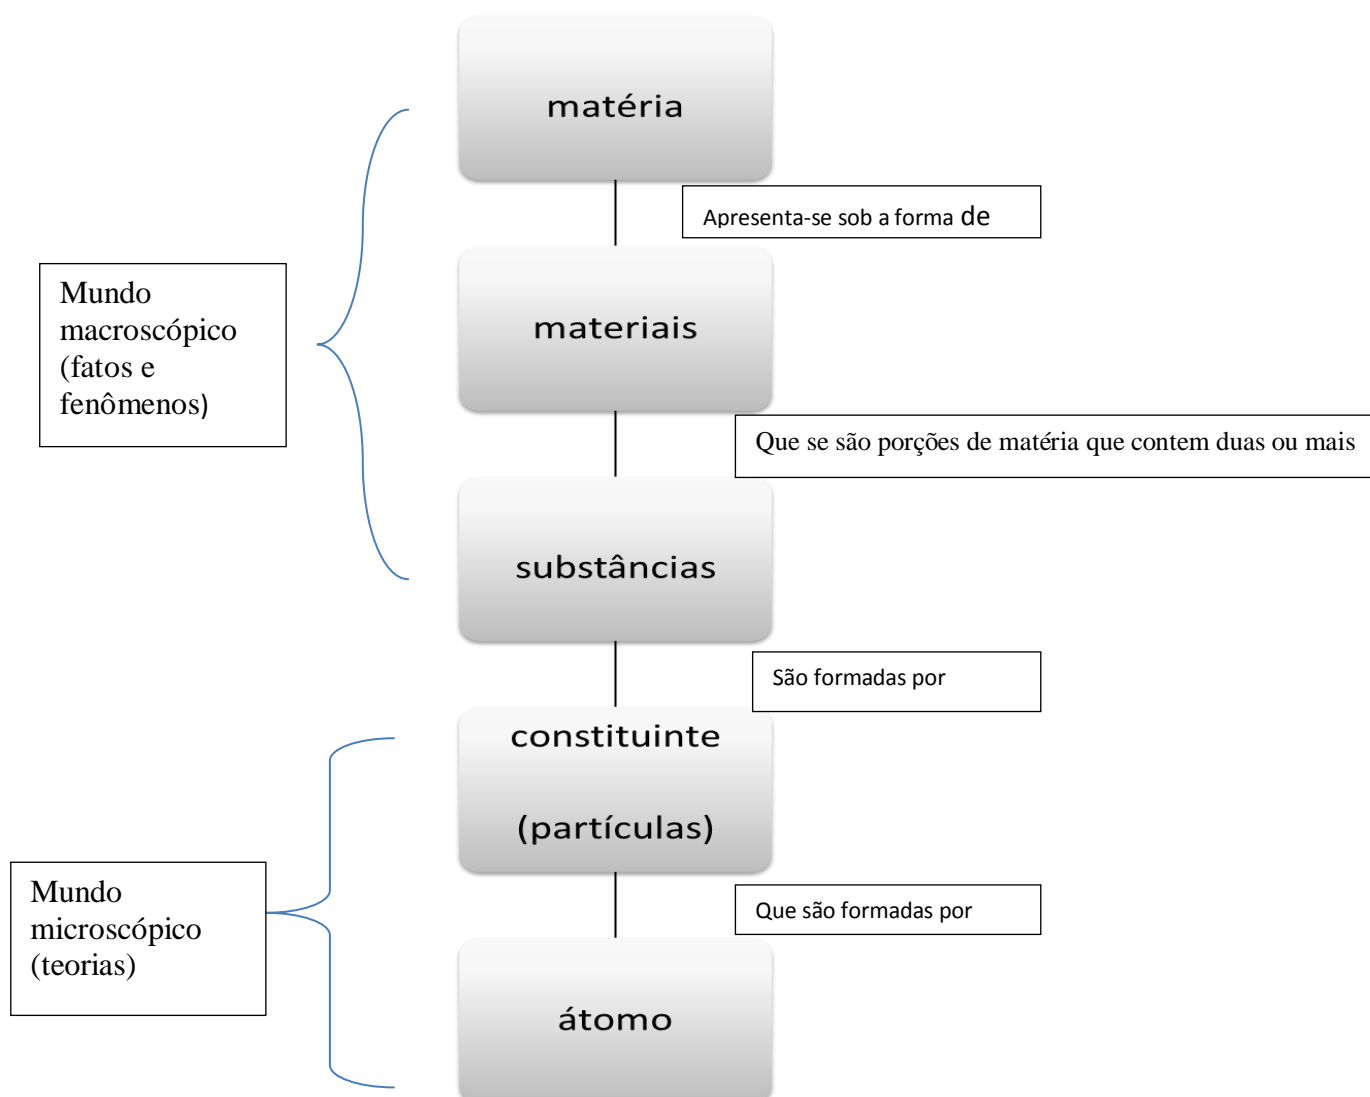 matéria
Apresenta-se sob a forma de
Mundo
macroscópico
(fatos e
fenômenos)
materiais
Que se são porções de matéria que contem duas ou mais
substâncias
São formadas por
constituinte
(partículas)
Mundo
microscópico
(teorias)
Que são formadas por
átomo